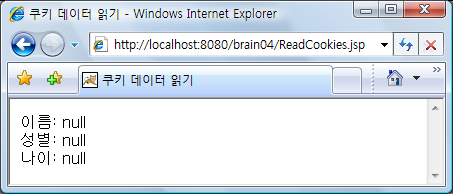 쿠키 데이터 읽기 - Windows Internet Explorer
http://localhost:8080/brain04/ReadCookies.jsp
쿠키 데이터 읽기
이름: null
성별: null
나이: null